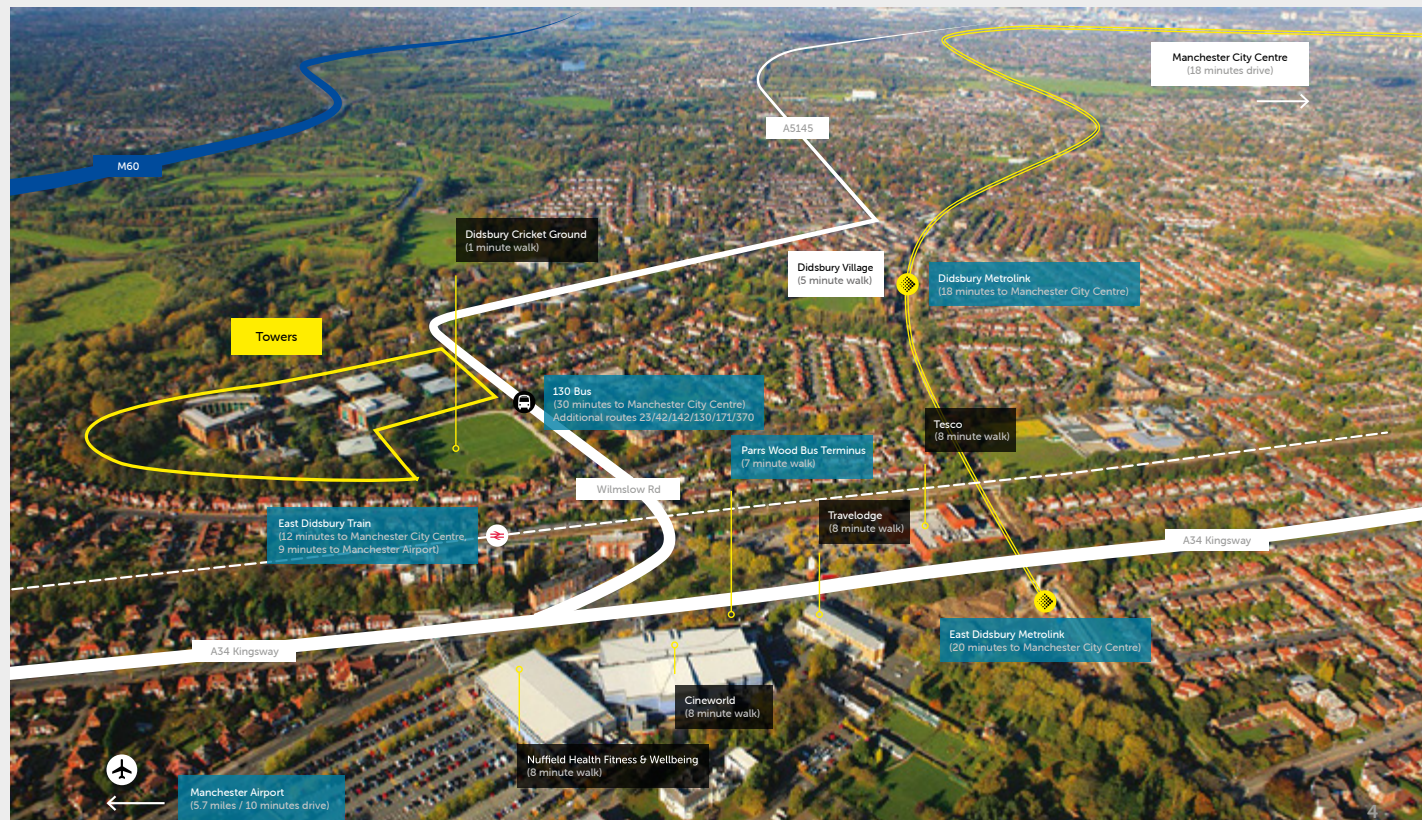 Manchester City Centre
(18 minutes drive)
A5145
M60
Didsbury Cricket Ground
(1 minute walk)
Didsbury Village
(5 minute walk)
Didsbury Metrolink
(18 minutes to Manchester City Centre)
Towers
130 Bus
(30 minutes to Manchester City Centre)
Additional routes 23/42/142/130/171/370
Tesco
(8 minute walk)
Parrs Wood Bus Terminus
(7 minute walk)
Wilmslow Rd
East Didsbury Train
(12 minutes to Manchester City Centre,
9 minutes to Manchester Airport)
Travelodge
(8 minute walk)
A34 Kingsway
East Didsbury Metrolink
(20 minutes to Manchester City Centre)
A34 Kingsway
Cineworld
(8 minute walk)
Nuffield Health Fitness & Wellbeing
(8 minute walk)
Manchester Airport
(5.7 miles / 10 minutes drive)
4